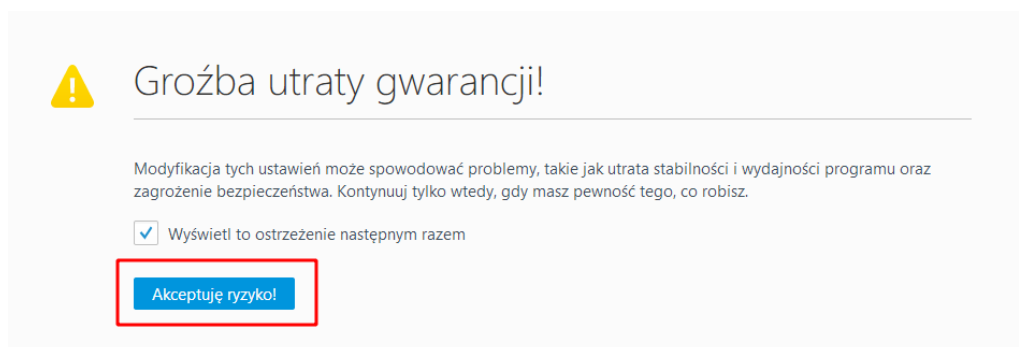 Groźba utraty gwarancji!
Modyfikacja tych ustawień może spowodować problemy, takie jak utrata stabilności i wydajności programu oraz
zagrożenie bezpieczeństwa. Kontynuuj tylko wtedy, gdy masz pewność tego, co robisz.
Wyświetl to ostrzeżenie następnym razem
Akceptuję ryzyko!